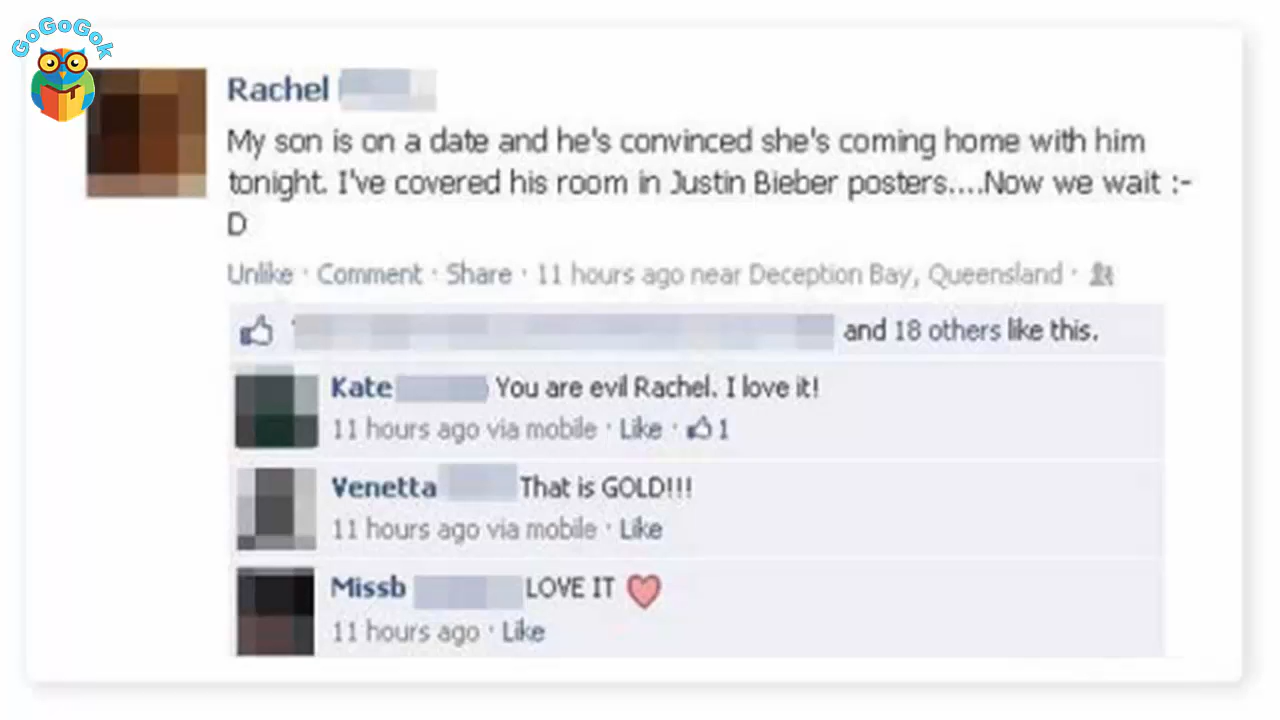 GoGoGok
Rachel
My son is on a date and he's convinced she's coming home with him
tonight. I've covered his room in Justin Bieber posters....Now we wait :-
D
Unlike · Comment · Share · 11 hours ago near Deception Bay, Queensland ·
and 18 others like this.
Kate You are evil Rachel. I love it!
11 hours ago via mobile · Like · 1
Venetta That is GOLD!!!
11 hours ago via mobile · Like
Missb LOVE IT
11 hours ago · Like